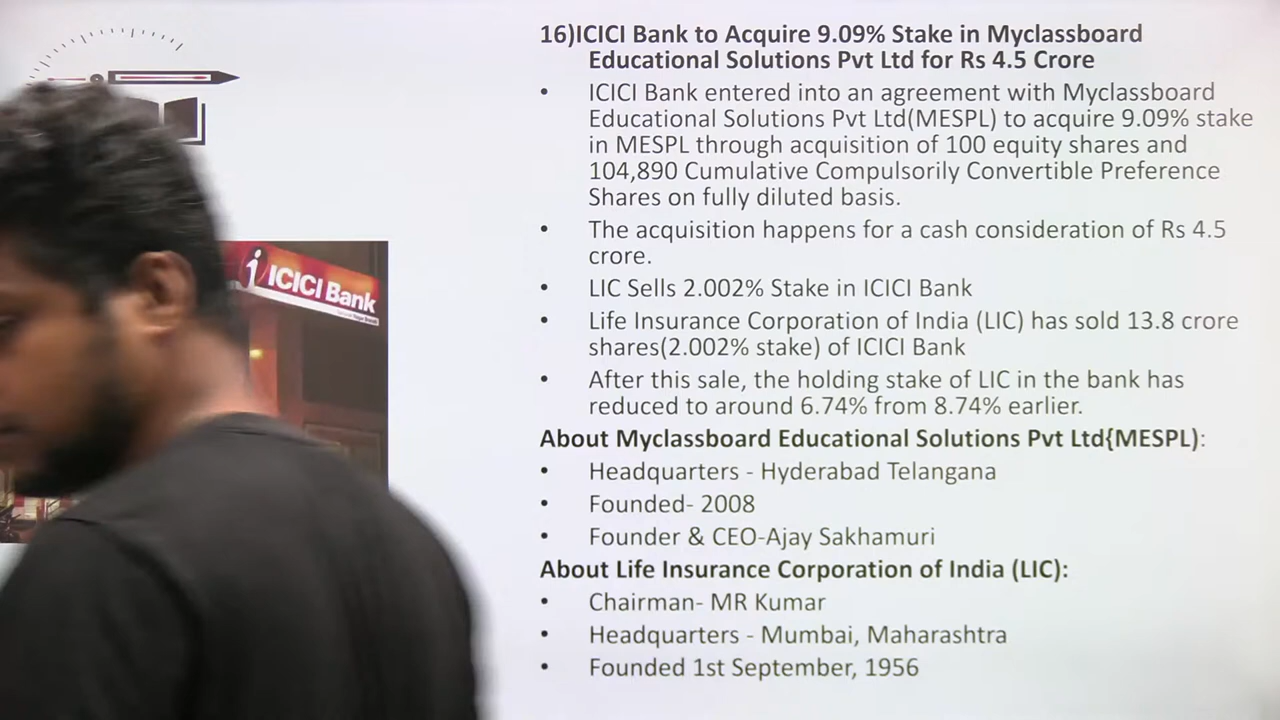 16)ICICI Bank to Acquire 9.09% Stake in Myclassboard
Educational Solutions Pvt Ltd for Rs 4.5 Crore
• ICICI Bank entered into an agreement with Myclassboard
Educational Solutions Pvt Ltd(MESPL) to acquire 9.09% stake
in MESPL through acquisition of 100 equity shares and
104,890 Cumulative Compulsorily Convertible Preference
Shares on fully diluted basis.
• The acquisition happens for a cash consideration of Rs 4.5
crore.
• LIC Sells 2.002% Stake in ICICI Bank
• Life Insurance Corporation of India (LIC) has sold 13.8 crore
shares(2.002% stake) of ICICI Bank
• After this sale, the holding stake of LIC in the bank has
reduced to around 6.74% from 8.74% earlier.
About Myclassboard Educational Solutions Pvt Ltd{MESPL):
• Headquarters - Hyderabad Telangana
• Founded- 2008
• Founder & CEO-Ajay Sakhamuri
About Life Insurance Corporation of India (LIC):
• Chairman- MR Kumar
• Headquarters - Mumbai, Maharashtra
• Founded 1st September, 1956
ICICI Bank